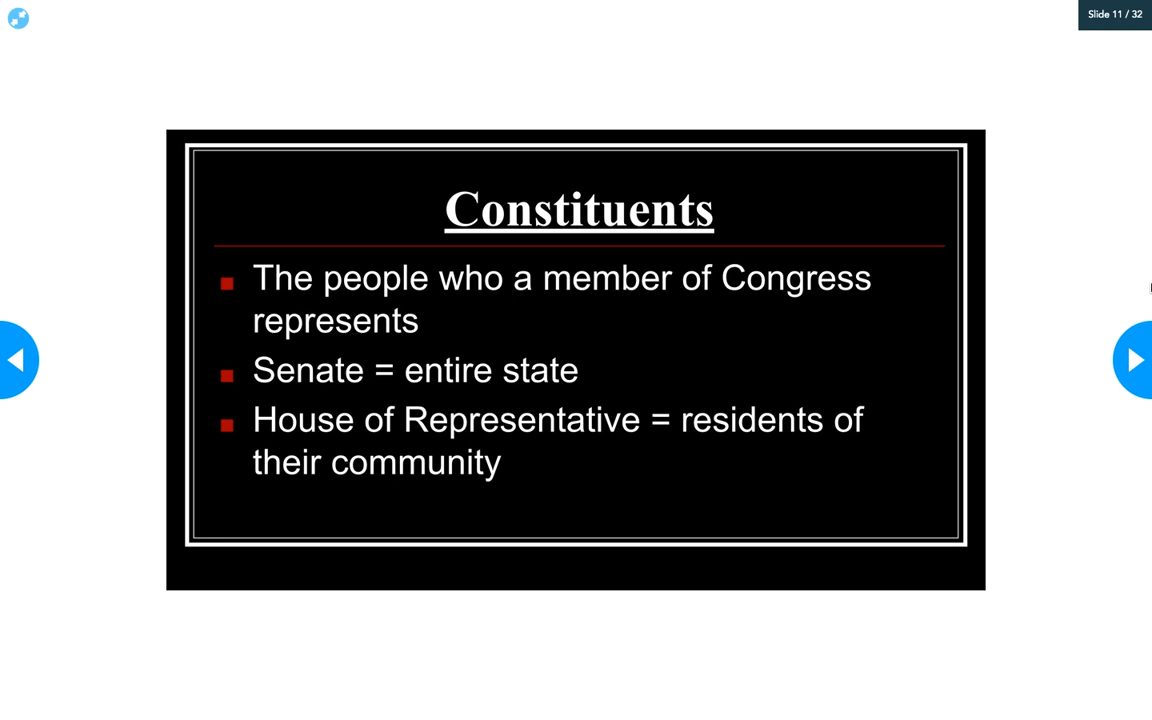 Slide 11 / 32
Constituents
The people who a member of Congress
represents
Senate = entire state
House of Representative = residents of
their community